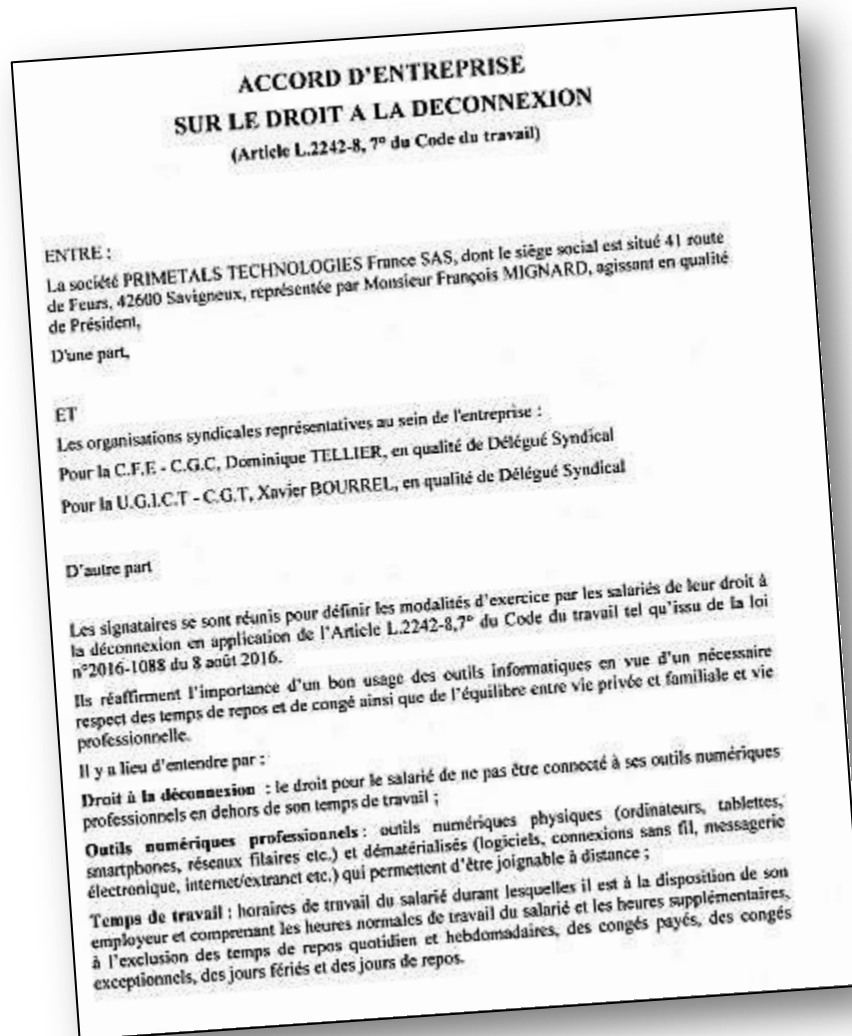 ACCORD D'ENTREPRISE
SUR LE DROIT A LA DECONNEXION
(Article L.2242-8, 7° du Code du travail)
ENTRE :
La société PRIMETALS TECHNOLOGIES France SAS, dont le siège social est situé 41 route
de Feurs, 42600 Savigneux, représentée par Monsieur François MIGNARD, agissant en qualité
de Président,
D'une part,
ET
Les organisations syndicales représentatives au sein de l'entreprise :
Pour la C.F.E - C.G.C, Dominique TELLIER, en qualité de Délégué Syndical
Pour la U.G.I.C.T - C.G.T, Xavier BOURREL, en qualité de Délégué Syndical
D'autre part
Les signataires se sont réunis pour définir les modalités d'exercice par les salariés de leur droit à
la déconnexion en application de l'Article L.2242-8,7° du Code du travail tel qu'issu de la loi
n°2016-1088 du 8 août 2016.
Ils réaffirment l'importance d'un bon usage des outils informatiques en vue d'un nécessaire
respect des temps de repos et de congé ainsi que de l'équilibre entre vie privée et familiale et vie
professionnelle.
Il y a lieu d'entendre par :
Droit à la déconnexion : le droit pour le salarié de ne pas être connecté à ses outils numériques
professionnels en dehors de son temps de travail ;
Outils numériques professionnels : outils numériques physiques (ordinateurs, tablettes,
smartphones, réseaux filaires etc.) et dématérialisés (logiciels, connexions sans fil, messagerie
électronique, internet/extranet etc.) qui permettent d'être joignable à distance ;
Temps de travail : horaires de travail du salarié durant lesquelles il est à la disposition de son
employeur et comprenant les heures normales de travail du salarié et les heures supplémentaires,
à l'exclusion des temps de repos quotidien et hebdomadaires, des congés payés, des congés
exceptionnels, des jours fériés et des jours de repos.